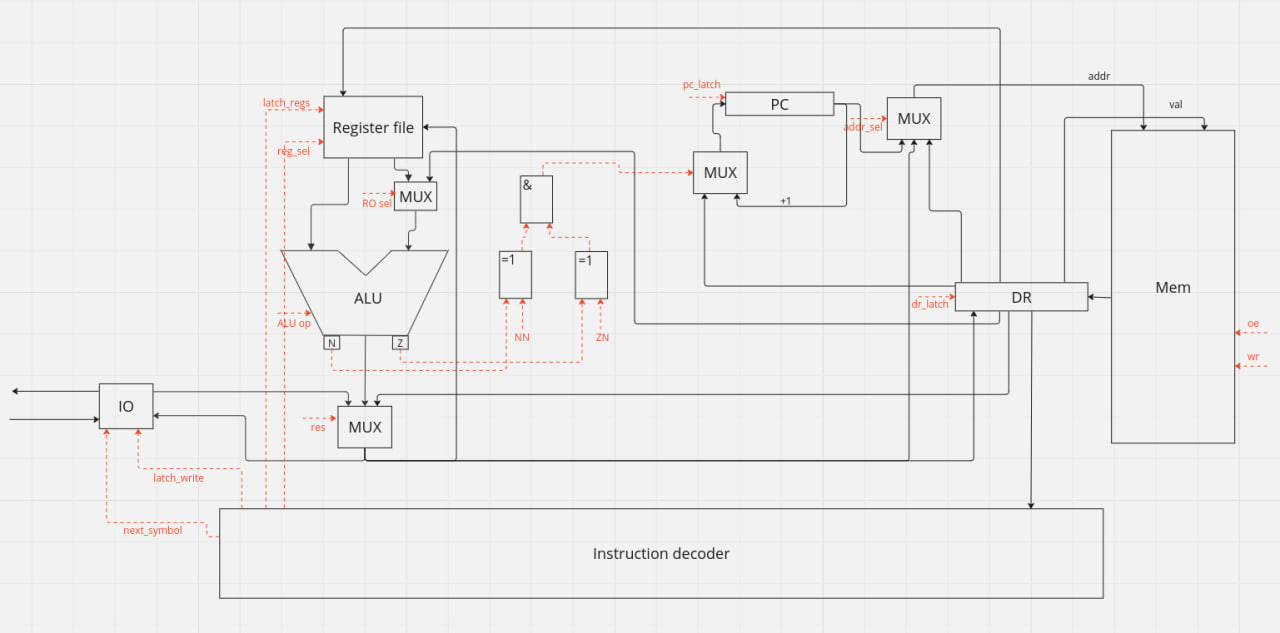 addr
pc_latch
latch_regs
PC
val
MUX
Register file
addr_sel
reg_sel
MUX
&
MUX
RO sel
+1
=1
=1
ALU
DR
Mem
dr_latch
ALU op
oe
N
Z
NN
ZN
wr
IO
res
MUX
latch_write
next_symbol
Instruction decoder